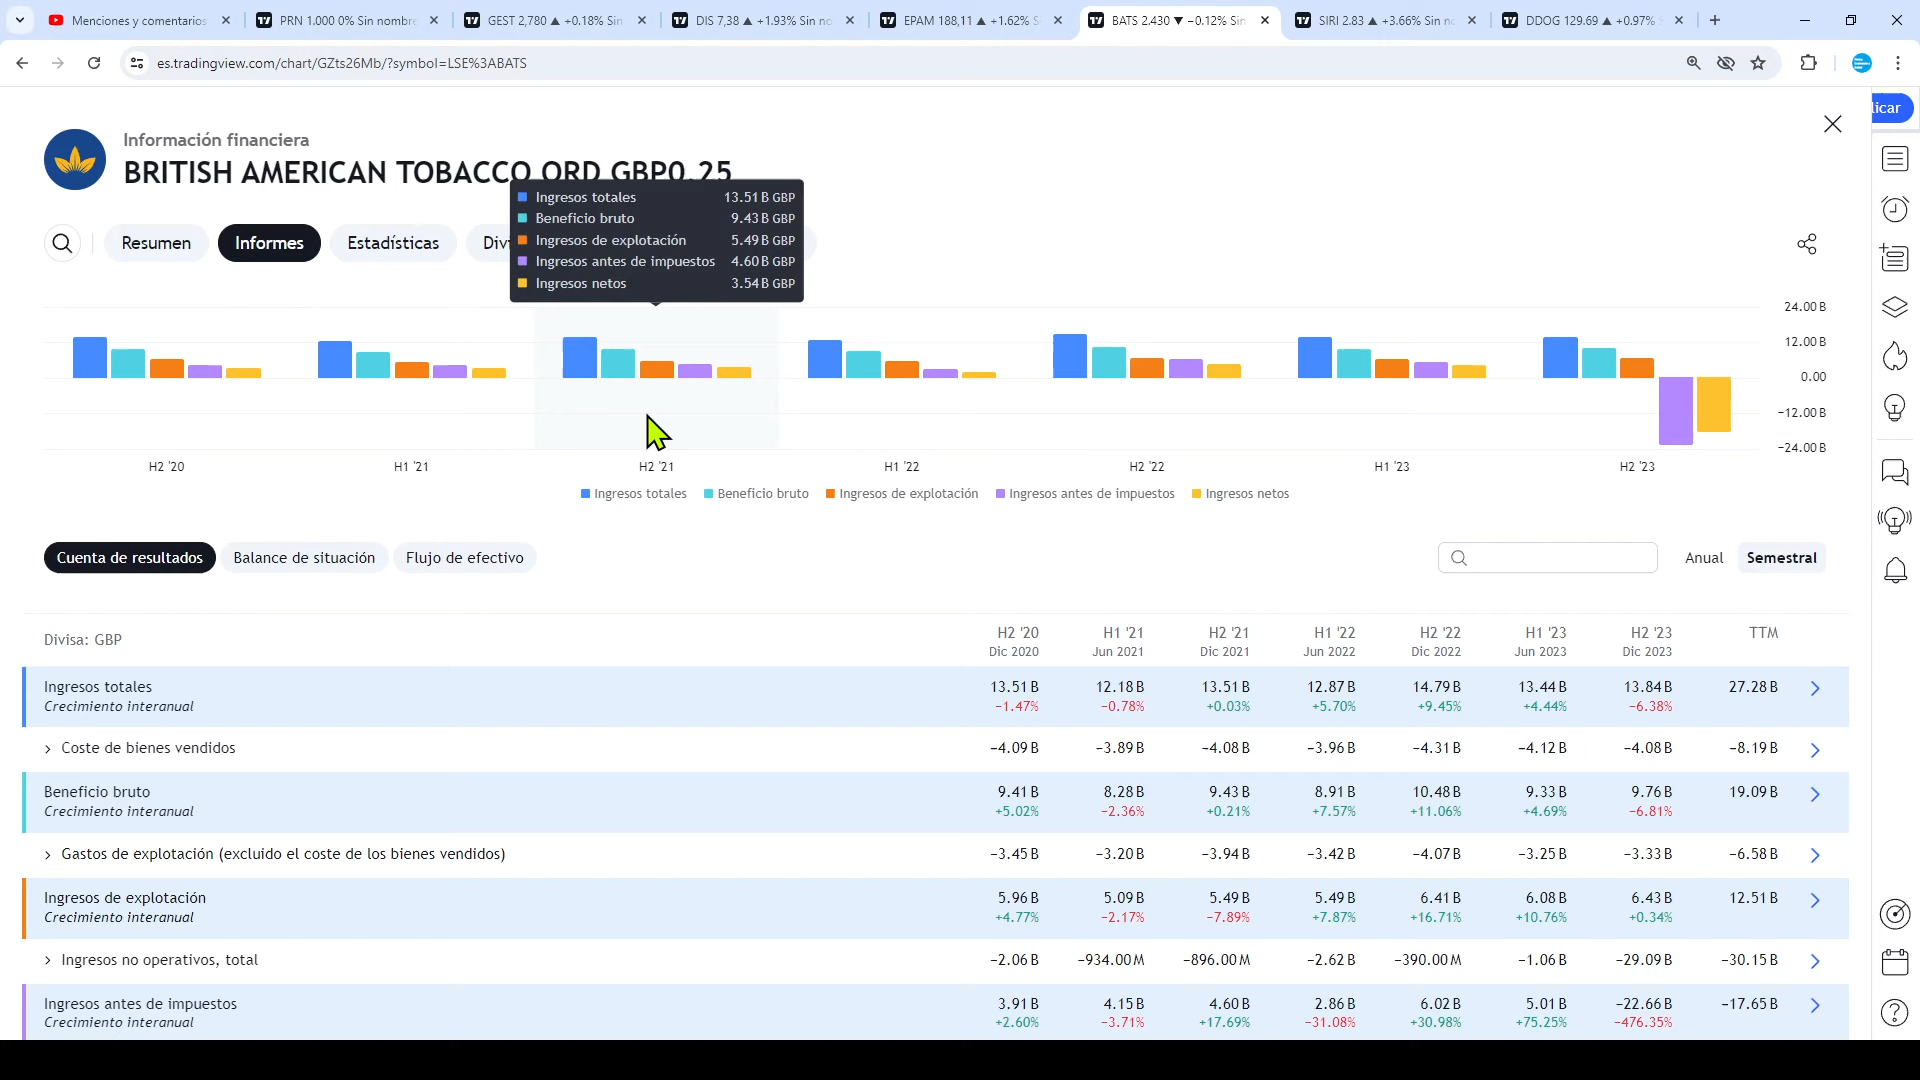 Menciones y comentarios
PRN 1.000 0% Sin nombre
GEST 2,780 ▲ +0.18% Sin
DIS 7,38 ▲ +1.93% Sin no
EPAM 188,11 ▲ +1.62% S
BATS 2.430 ▼ −0.12% Sin
SIRI 2.83 ▲ +3.66% Sin no
DDOG 129.69 ▲ +0.97% S
es.tradingview.com/chart/GZts26Mb/?symbol=LSE%3ABATS
licar
Información financiera
BRITISH AMERICAN TOBACCO ORD GBP0.25
Resumen Informes Estadísticas Divi
Ingresos totales 13.51 B GBP
Beneficio bruto 9.43 B GBP
Ingresos de explotación 5.49 B GBP
Ingresos antes de impuestos 4.60 B GBP
Ingresos netos 3.54 B GBP
24.00 B
12.00 B
0.00
−12.00 B
−24.00 B
H2 '20 H1 '21 H2 '21 H1 '22 H2 '22 H1 '23 H2 '23
Ingresos totales Beneficio bruto Ingresos de explotación Ingresos antes de impuestos Ingresos netos
Cuenta de resultados Balance de situación Flujo de efectivo Anual Semestral
Divisa: GBP
H2 '20 H1 '21 H2 '21 H1 '22 H2 '22 H1 '23 H2 '23 TTM
Dic 2020 Jun 2021 Dic 2021 Jun 2022 Dic 2022 Jun 2023 Dic 2023
Ingresos totales 13.51 B 12.18 B 13.51 B 12.87 B 14.79 B 13.44 B 13.84 B 27.28 B
Crecimiento interanual −1.47% −0.78% +0.03% +5.70% +9.45% +4.44% −6.38%
Coste de bienes vendidos −4.09 B −3.89 B −4.08 B −3.96 B −4.31 B −4.12 B −4.08 B −8.19 B
Beneficio bruto 9.41 B 8.28 B 9.43 B 8.91 B 10.48 B 9.33 B 9.76 B 19.09 B
Crecimiento interanual +5.02% −2.36% +0.21% +7.57% +11.06% +4.69% −6.81%
Gastos de explotación (excluido el coste de los bienes vendidos) −3.45 B −3.20 B −3.94 B −3.42 B −4.07 B −3.25 B −3.33 B −6.58 B
Ingresos de explotación 5.96 B 5.09 B 5.49 B 5.49 B 6.41 B 6.08 B 6.43 B 12.51 B
Crecimiento interanual +4.77% −2.17% −7.89% +7.87% +16.71% +10.76% +0.34%
Ingresos no operativos, total −2.06 B −934.00 M −896.00 M −2.62 B −390.00 M −1.06 B −29.09 B −30.15 B
Ingresos antes de impuestos 3.91 B 4.15 B 4.60 B 2.86 B 6.02 B 5.01 B −22.66 B −17.65 B
Crecimiento interanual +2.60% −3.71% +17.69% −31.08% +30.98% +75.25% −476.35%